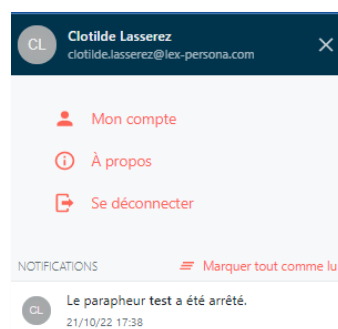 CL
Clotilde Lasserez
clotilde.lasserez@lex-persona.com
Mon compte
À propos
Se déconnecter
NOTIFICATIONS
Marquer tout comme lu
CL
Le parapheur test a été arrêté.
21/10/22 17:38